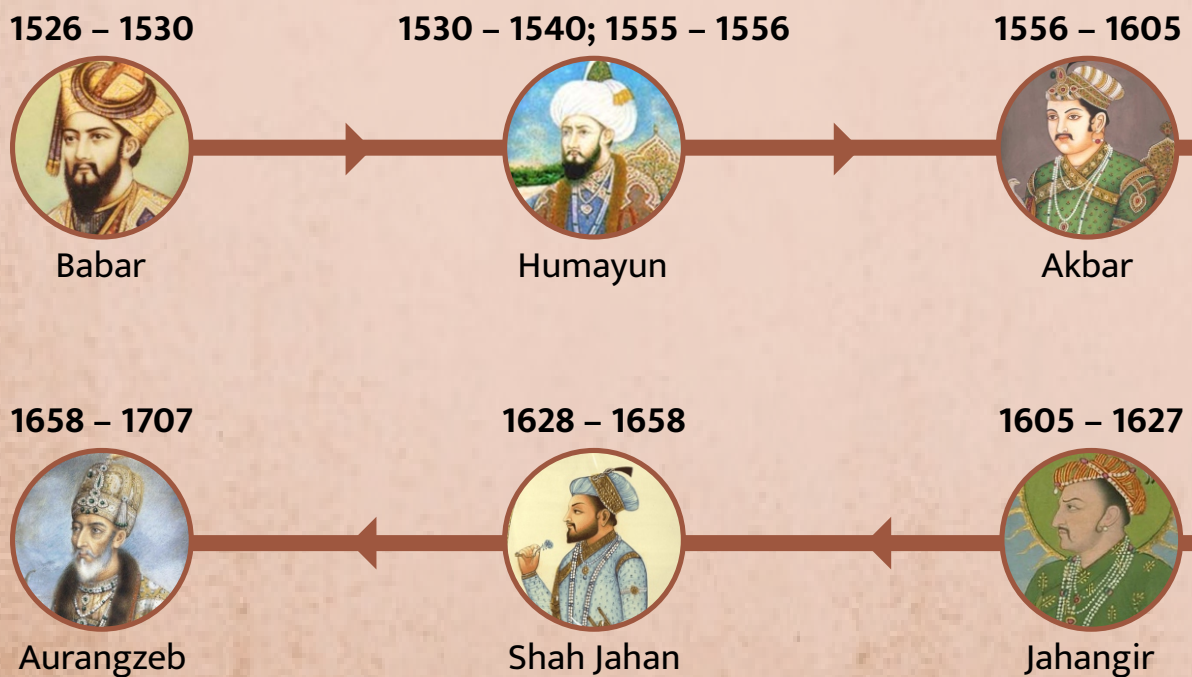 1526 – 1530
1530 – 1540; 1555 – 1556
1556 – 1605
Babar
Humayun
Akbar
1658 – 1707
1628 – 1658
1605 – 1627
Aurangzeb
Shah Jahan
Jahangir